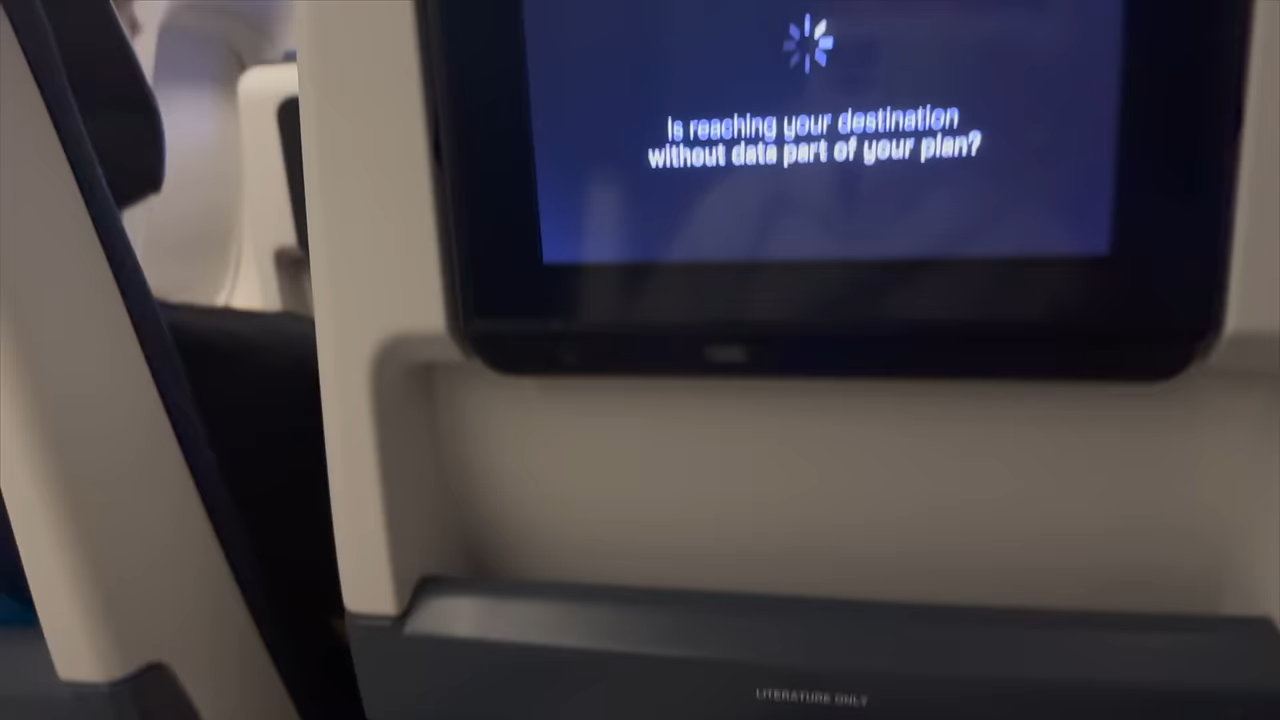 Is reaching your destination
without data part of your plan?
LITERATURE ONLY